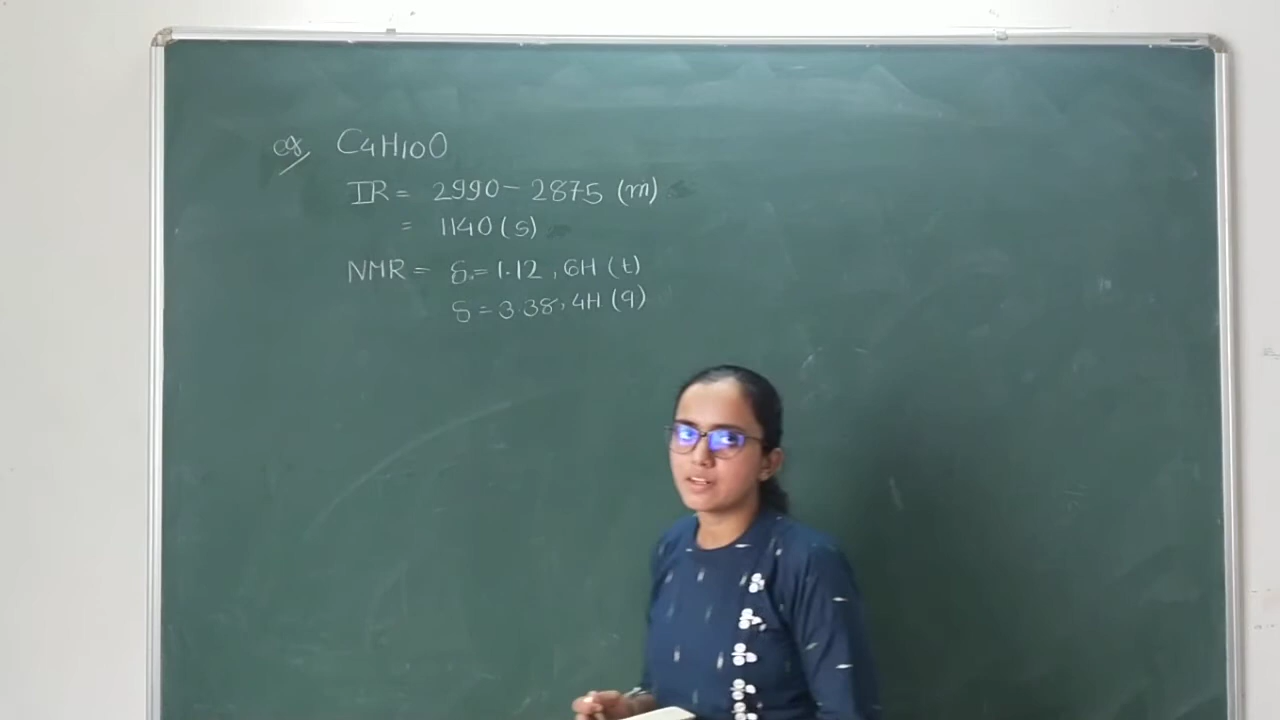 eg, C4H10O
IR = 2990 - 2875 (m)
= 1140 (s)
NMR = δ = 1.12, 6H (t)
δ = 3.38, 4H (q)